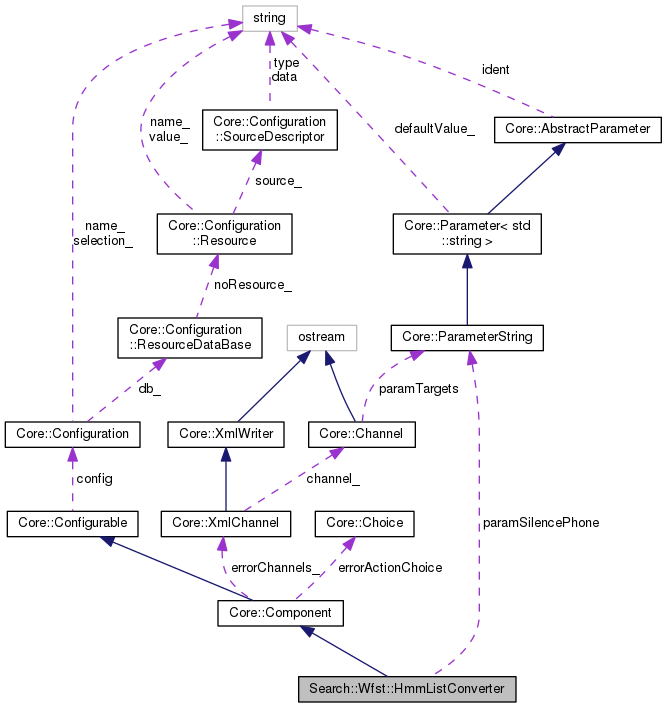 string
type
data
ident
Core::Configuration
::SourceDescriptor
name_
value_
defaultValue_
Core::AbstractParameter
source_
name_
selection_
Core::Configuration
::Resource
Core::Parameter< std
::string >
noResource_
Core::Configuration
::ResourceDataBase
ostream
Core::ParameterString
db_
paramTargets
Core::Configuration
Core::XmlWriter
Core::Channel
config
channel_
Core::Configurable
Core::XmlChannel
Core::Choice
paramSilencePhone
errorChannels_
errorActionChoice
Core::Component
Search::Wfst::HmmListConverter